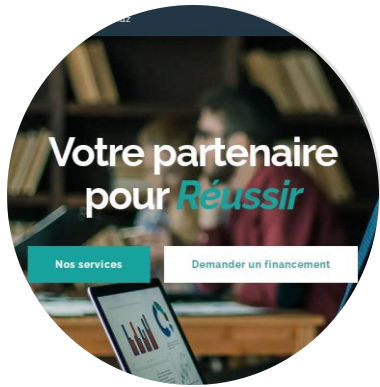 Votre partenaire
pour Réussir
Nos services
Demander un financement